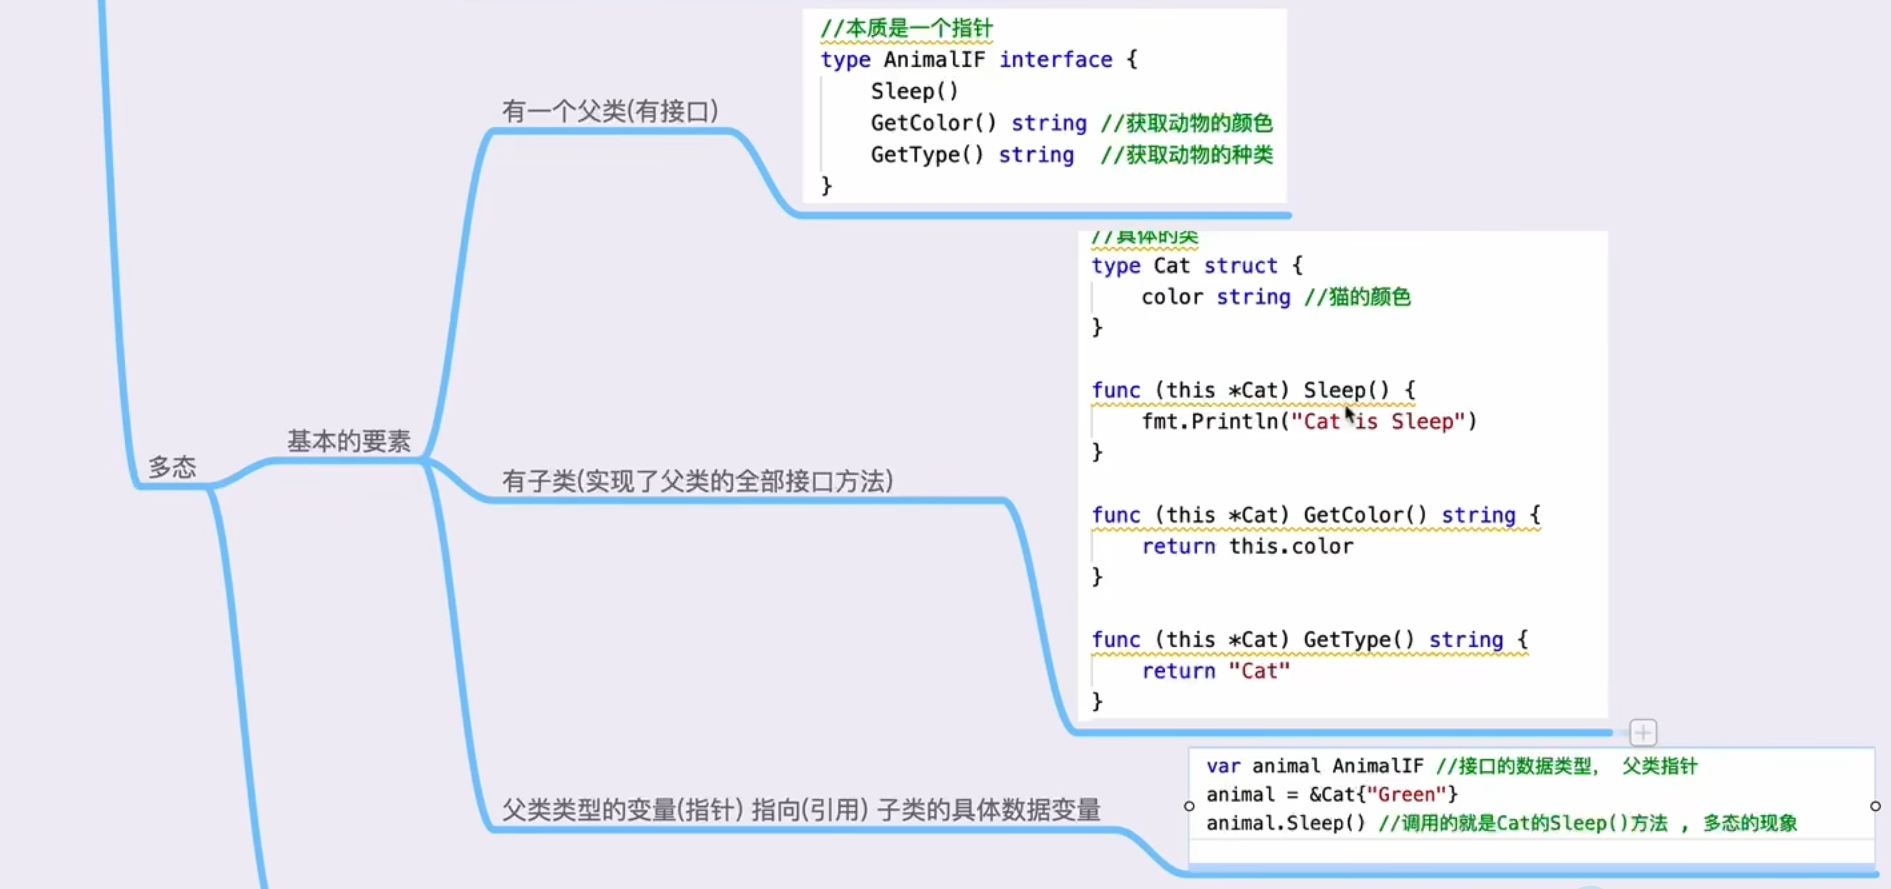 //本质是一个指针
type AnimalIF interface {
Sleep()
GetColor() string //获取动物的颜色
GetType() string //获取动物的种类
}
有一个父类(有接口)
//具体的类
type Cat struct {
color string //猫的颜色
}
func (this *Cat) Sleep() {
fmt.Println("Cat is Sleep")
}
func (this *Cat) GetColor() string {
return this.color
}
func (this *Cat) GetType() string {
return "Cat"
}
基本的要素
多态
有子类(实现了父类的全部接口方法)
父类类型的变量(指针) 指向(引用) 子类的具体数据变量
var animal AnimalIF //接口的数据类型， 父类指针
animal = &Cat{"Green"}
animal.Sleep() //调用的就是Cat的Sleep()方法 , 多态的现象